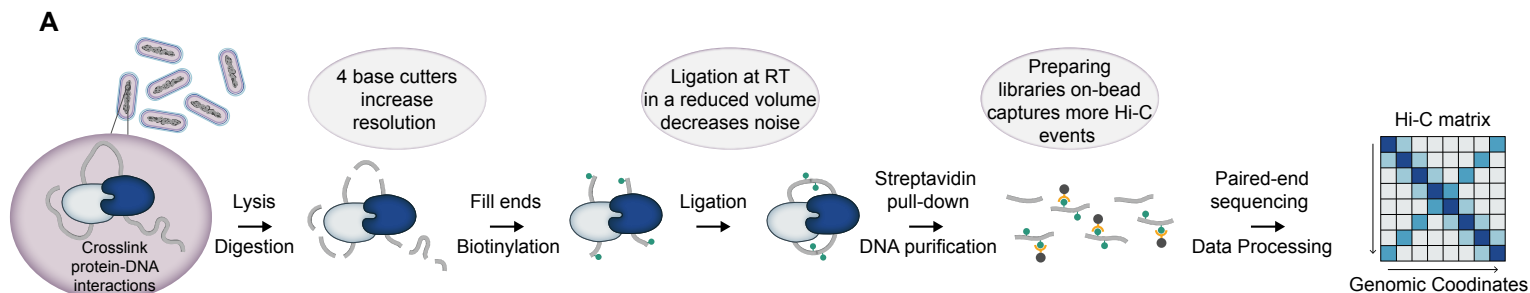 A
4 base cutters
increase
resolution
Ligation at RT
in a reduced volume
decreases noise
Preparing
libraries on-bead
captures more Hi-C
events
Hi-C matrix
Crosslink
protein-DNA
interactions
Lysis
Digestion
Fill ends
Biotinylation
Ligation
Streptavidin
pull-down
DNA purification
Paired-end
sequencing
Data Processing
Genomic Coodinates